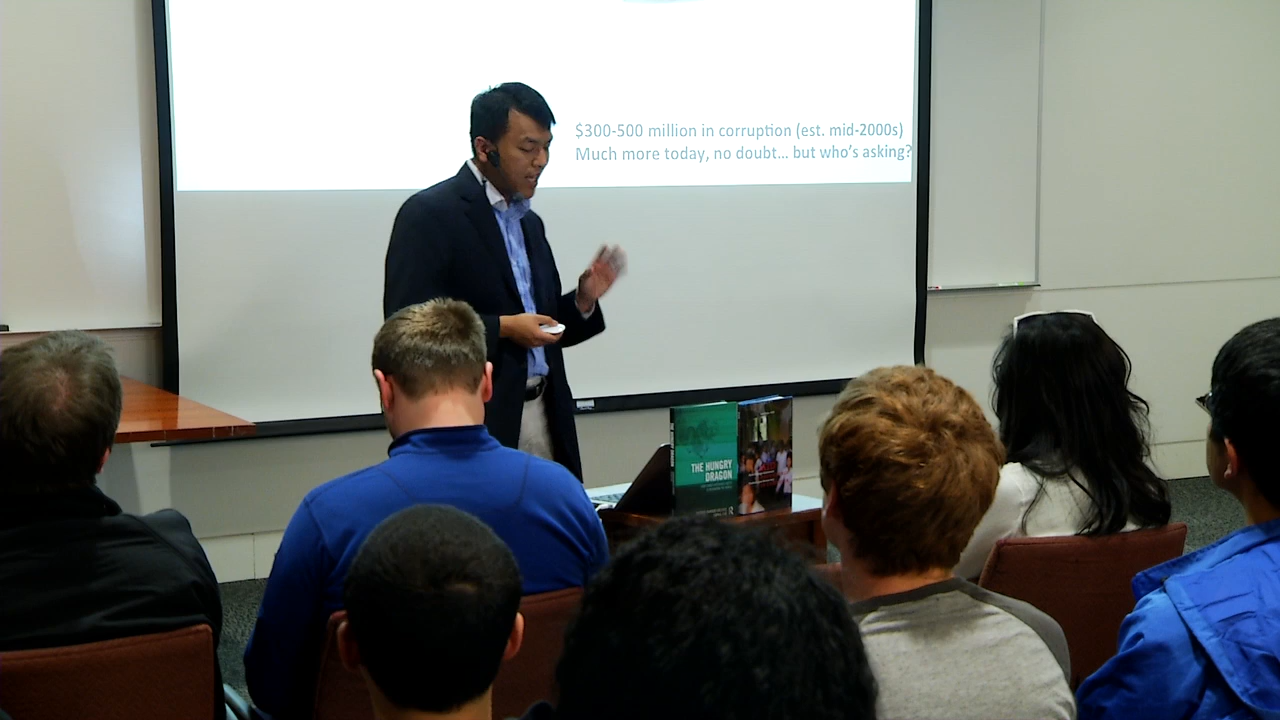 $300-500 million in corruption (est. mid-2000s)
Much more today, no doubt... but who's asking?
THE HUNGRY
DRAGON